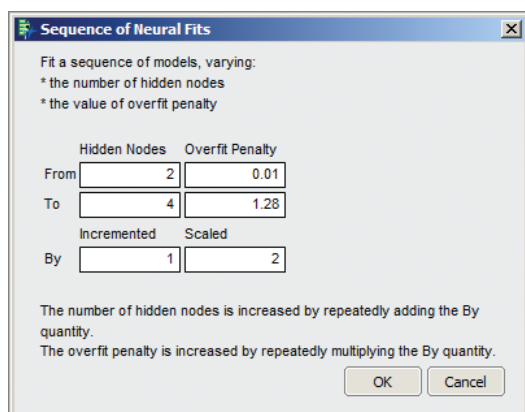 Sequence of Neural Fits
Fit a sequence of models, varying:
* the number of hidden nodes
* the value of overfit penalty
Hidden Nodes Overfit Penalty
From 2 0.01
To 4 1.28
Incremented Scaled
By 1 2
The number of hidden nodes is increased by repeatedly adding the By
quantity.
The overfit penalty is increased by repeatedly multiplying the By quantity.
OK Cancel